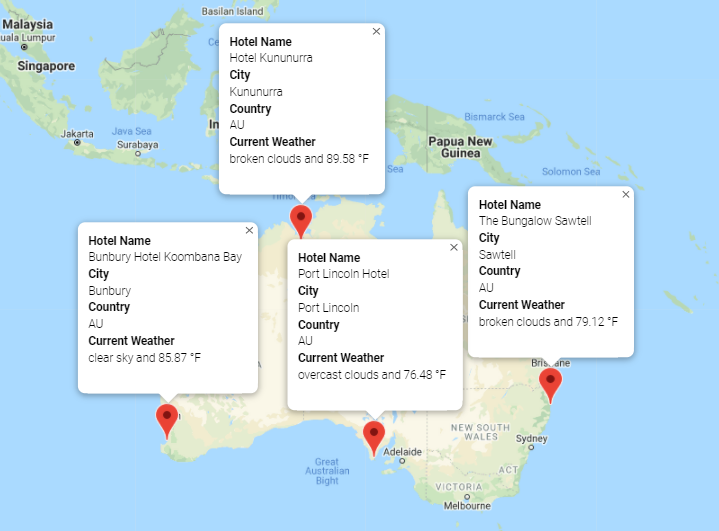 Basilan Island
Malaysia
uala Lumpur
Singapore
Ce
Jakarta
Java Sea
Surabaya
In
Bismarck Sea
Papua New
Guinea
Solomon Sea
Sea
Hotel Name
Hotel Kununurra
City
Kununurra
Country
AU
Current Weather
broken clouds and 89.58 °F
Hotel Name
Bunbury Hotel Koombana Bay
City
Bunbury
Country
AU
Current Weather
clear sky and 85.87 °F
Hotel Name
Port Lincoln Hotel
City
Port Lincoln
Country
AU
Current Weather
overcast clouds and 76.48 °F
Hotel Name
The Bungalow Sawtell
City
Sawtell
Country
AU
Current Weather
broken clouds and 79.12 °F
Brisbane
NEW SOUTH
WALES
Sydney
Adelaide
ACT
Great
Australian
Bight
VICTORIA
Melbourne